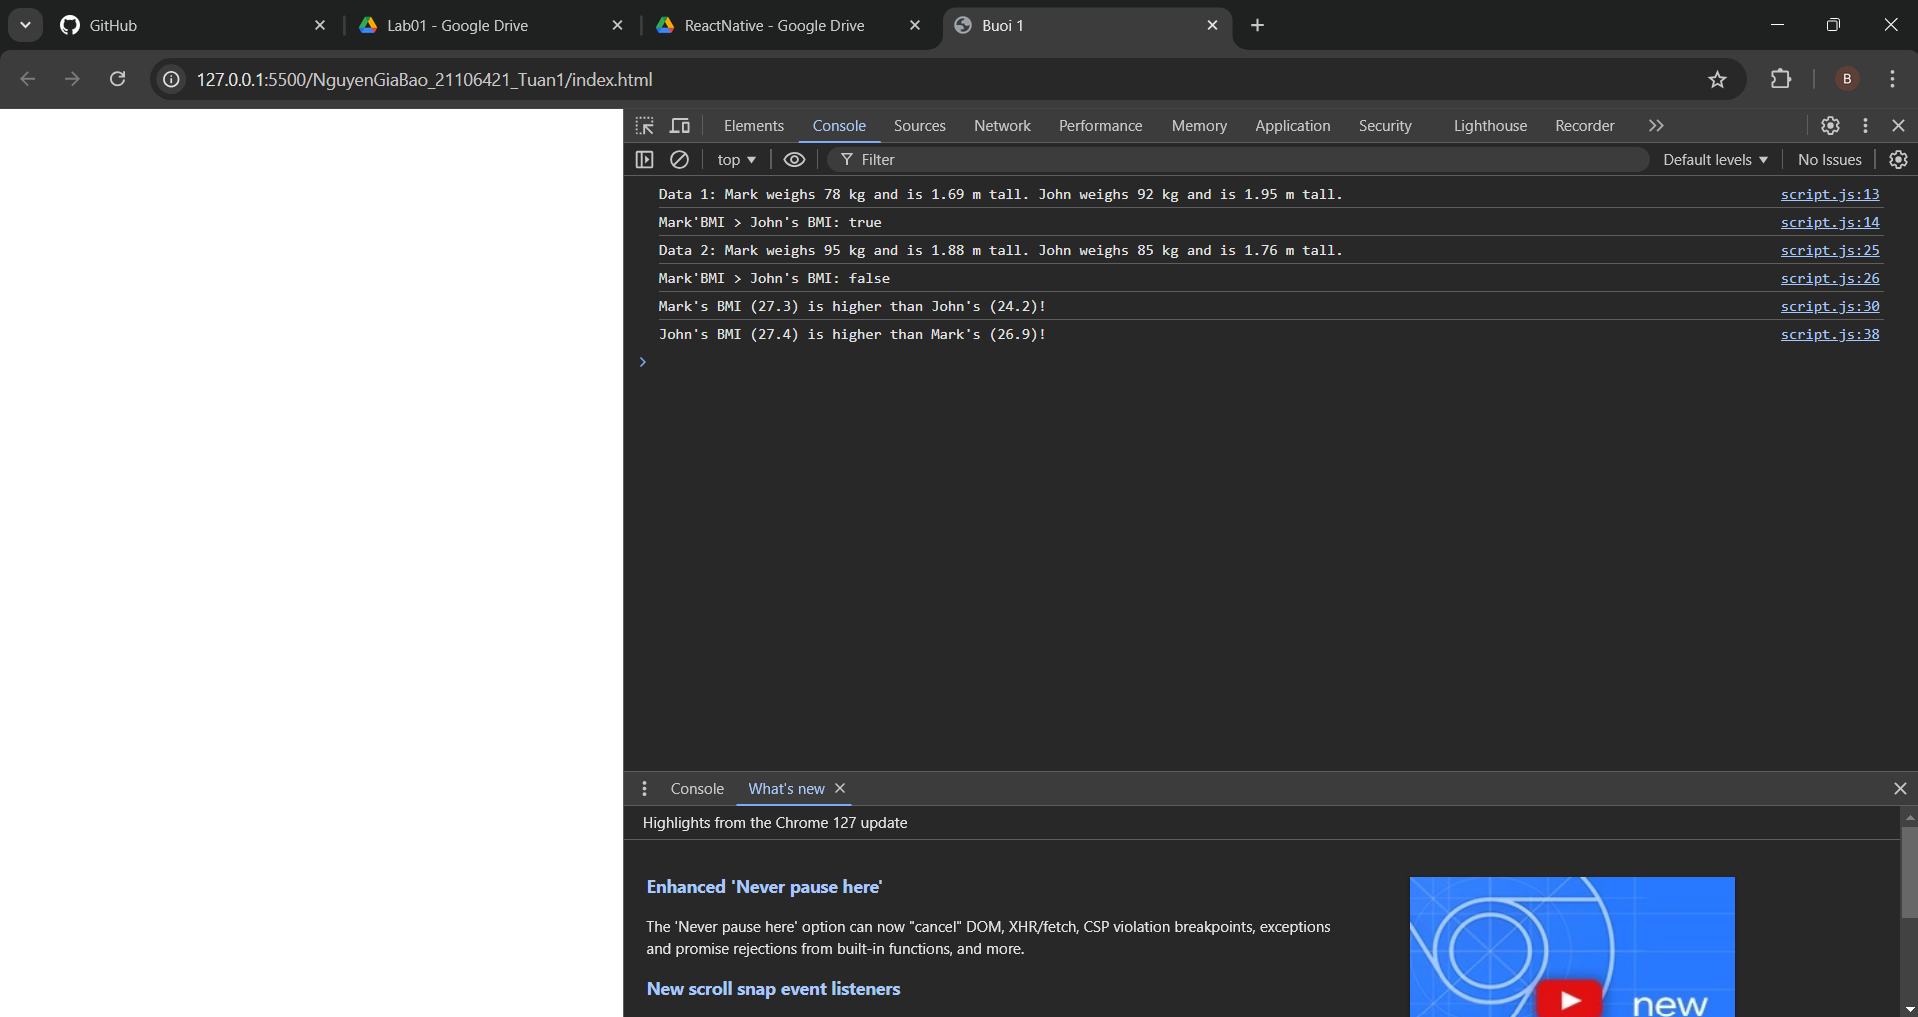 GitHub
Lab01 - Google Drive
ReactNative - Google Drive
Buoi 1
127.0.0.1:5500/NguyenGiaBao_21106421_Tuan1/index.html
B
Elements Console Sources Network Performance Memory Application Security Lighthouse Recorder
top Filter Default levels No Issues
Data 1: Mark weighs 78 kg and is 1.69 m tall. John weighs 92 kg and is 1.95 m tall. script.js:13
Mark'BMI > John's BMI: true script.js:14
Data 2: Mark weighs 95 kg and is 1.88 m tall. John weighs 85 kg and is 1.76 m tall. script.js:25
Mark'BMI > John's BMI: false script.js:26
Mark's BMI (27.3) is higher than John's (24.2)! script.js:30
John's BMI (27.4) is higher than Mark's (26.9)! script.js:38
Console What's new
Highlights from the Chrome 127 update
Enhanced 'Never pause here'
The 'Never pause here' option can now "cancel" DOM, XHR/fetch, CSP violation breakpoints, exceptions
and promise rejections from built-in functions, and more.
New scroll snap event listeners
new